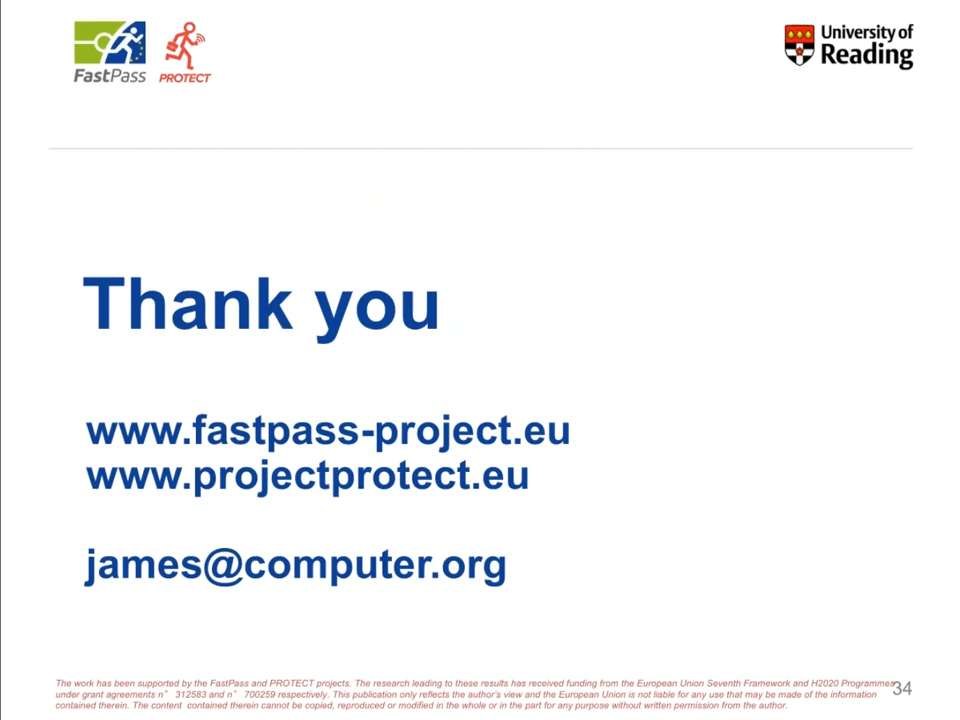 FastPass
PROTECT
University of
Reading
Thank you
www.fastpass-project.eu
www.projectprotect.eu
james@computer.org
The work has been supported by the FastPass and PROTECT projects. The research leading to these results has received funding from the European Union Seventh Framework and H2020 Programmes
under grant agreements n° 312583 and n° 700259 respectively. This publication only reflects the author's view and the European Union is not liable for any use that may be made of the information
contained therein. The content contained therein cannot be copied, reproduced or modified in the whole or in the part for any purpose without written permission from the author.
34